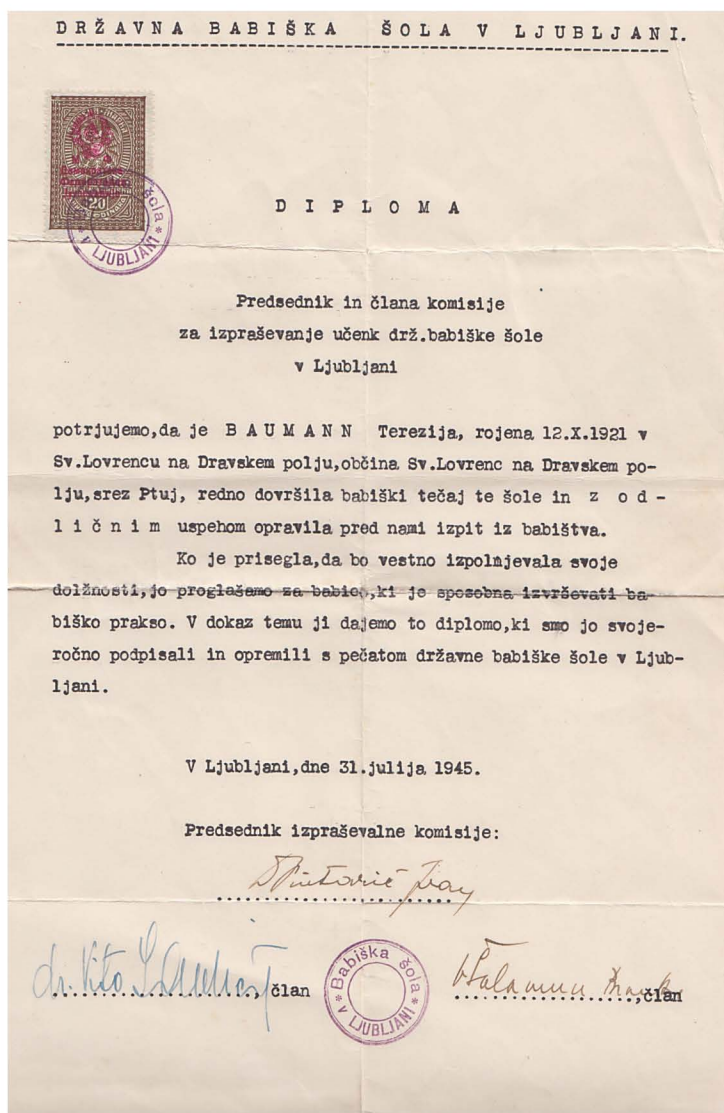 DRŽAVNA BABIŠKA ŠOLA V LJUBLJANI.
20
šola * V LJUBLJANI *
DIPLOMA
Predsednik in člana komisije
za izpraševanje učenk drž.babiške šole
v Ljubljani
potrjujemo,da je BAUMANN Terezija, rojena 12.X.1921 v
Sv.Lovrencu na Dravskem polju,občina Sv.Lovrenc na Dravskem po-
lju,srez Ptuj, redno dovršila babiški tečaj te šole in z od -
ličnim uspehom opravila pred nami izpit iz babištva.
Ko je prisegla,da bo vestno izpolnjevala svoje
dolžnosti,jo proglašamo za babico,ki je sposobna izvrševati ba-
biško prakso. V dokaz temu ji dajemo to diplomo,ki smo jo svoje-
ročno podpisali in opremili s pečatom državne babiške šole v Ljub-
ljani.
V Ljubljani,dne 31.julija 1945.
Predsednik izpraševalne komisije:
dr. Vito
,član
* Babiška šola * V LJUBLJANI
,član